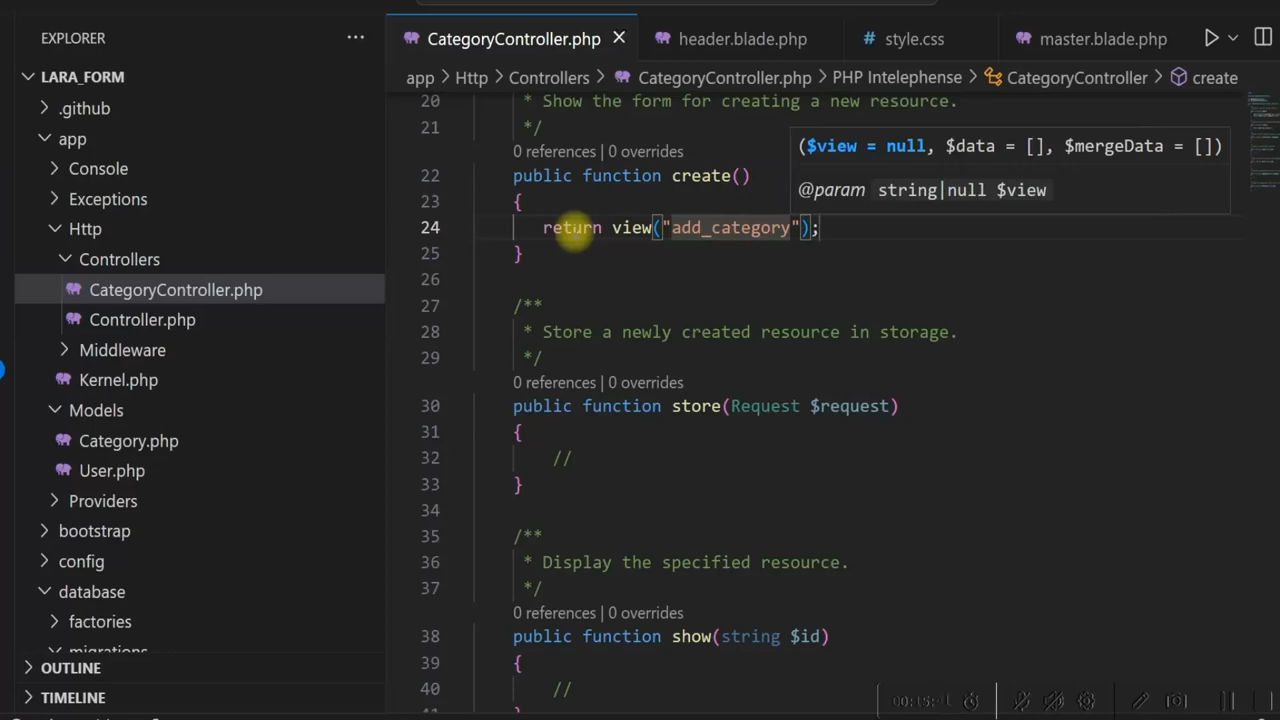 EXPLORER
LARA_FORM
.github
app
Console
Exceptions
Http
Controllers
CategoryController.php
Controller.php
Middleware
Kernel.php
Models
Category.php
User.php
Providers
bootstrap
config
database
factories
migrations
OUTLINE
TIMELINE
CategoryController.php
header.blade.php
style.css
master.blade.php
app > Http > Controllers > CategoryController.php > PHP Intelephense > CategoryController > create
20 * Show the form for creating a new resource.
21 */
0 references | 0 overrides
22 public function create()
23 {
24 return view("add_category");
25 }
26
27 /**
28 * Store a newly created resource in storage.
29 */
0 references | 0 overrides
30 public function store(Request $request)
31 {
32 //
33 }
34
35 /**
36 * Display the specified resource.
37 */
0 references | 0 overrides
38 public function show(string $id)
39 {
40 //
($view = null, $data = [], $mergeData = [])
@param string|null $view